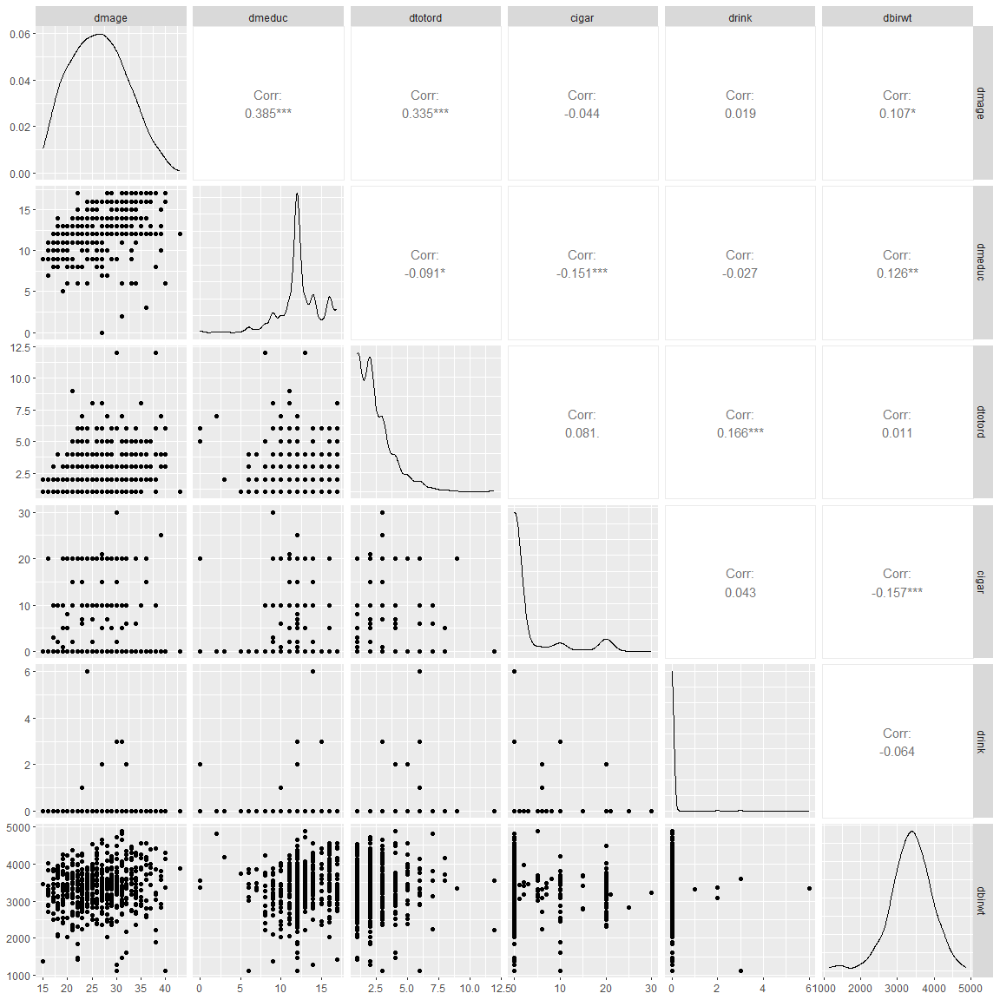 dmage dmeduc dtotord cigar drink dbirwt
0.06
0.04
0.02
0.00
Corr:
0.385***
Corr:
0.335***
Corr:
-0.044
Corr:
0.019
Corr:
0.107*
dmage
15
10
5
0
Corr:
-0.091*
Corr:
-0.151***
Corr:
-0.027
Corr:
0.126**
dmeduc
12.5
10.0
7.5
5.0
2.5
Corr:
0.081.
Corr:
0.166***
Corr:
0.011
dtotord
30
20
10
0
Corr:
0.043
Corr:
-0.157***
cigar
6
4
2
0
Corr:
-0.064
drink
5000
4000
3000
2000
1000
dbirwt
15 20 25 30 35 40 0 5 10 15 2.5 5.0 7.5 10.0 12.5 0 10 20 30 0 2 4 6 1000 2000 3000 4000 5000